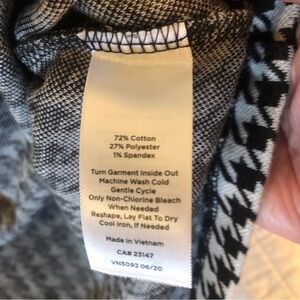 72% Cotton
27% Polyester
1% Spandex
Turn Garment Inside Out
Machine Wash Cold
Gentle Cycle
Only Non-Chlorine Bleach
When Needed
Reshape, Lay Flat To Dry
Cool Iron, If Needed
Made in Vietnam
CA# 23147
VN5092 06/20